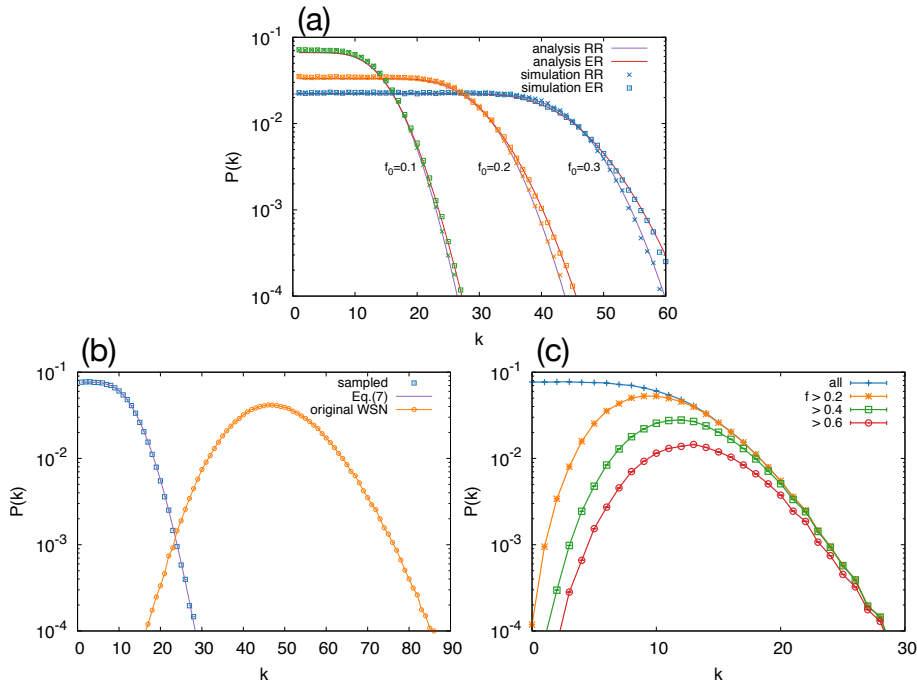 (a)
10⁻¹
10⁻²
10⁻³
10⁻⁴
P(k)
0 10 20 30 40 50 60
k
analysis RR
analysis ER
simulation RR
simulation ER
f₀=0.1
f₀=0.2
f₀=0.3
(b)
10⁻¹
10⁻²
10⁻³
10⁻⁴
P(k)
0 10 20 30 40 50 60 70 80 90
k
sampled
Eq.(7)
original WSN
(c)
10⁻¹
10⁻²
10⁻³
10⁻⁴
P(k)
0 10 20 30
k
all
f > 0.2
> 0.4
> 0.6